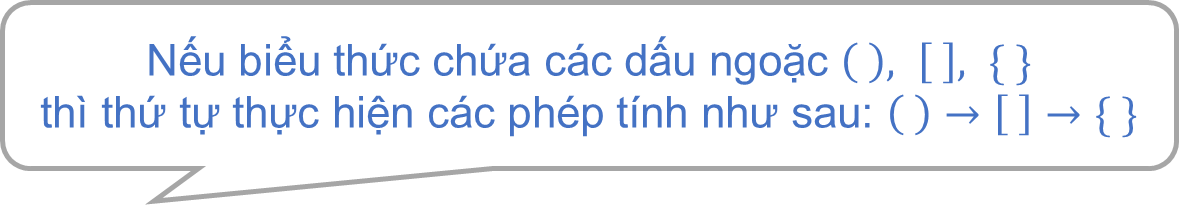 Nếu biểu thức chứa các dấu ngoặc ( ), [ ], { }
thì thứ tự thực hiện các phép tính như sau: ( ) → [ ] → { }